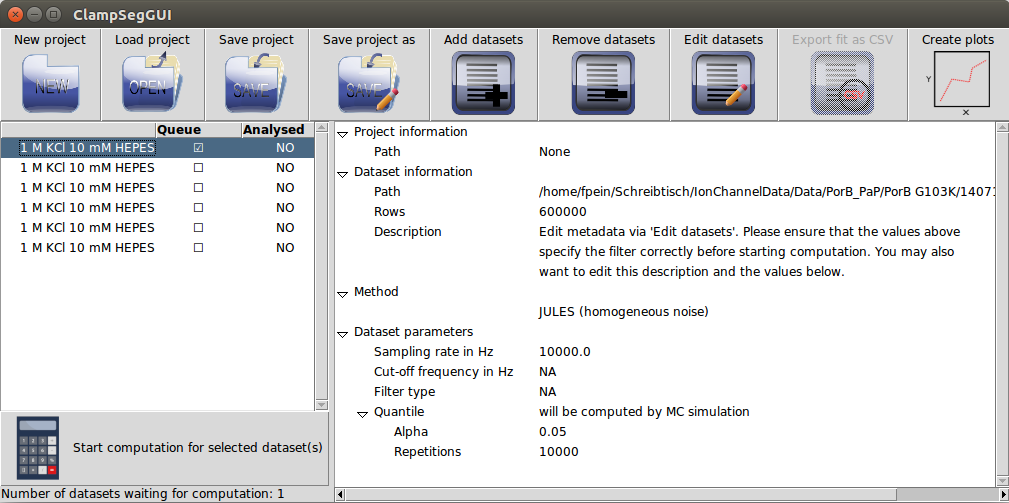 ClampSegGUI
New project Load project Save project Save project as Add datasets Remove datasets Edit datasets Export fit as CSV Create plots
NEW OPEN SAVE SAVE Y X
Queue Analysed
1 M KCl 10 mM HEPES NO
1 M KCl 10 mM HEPES NO
1 M KCl 10 mM HEPES NO
1 M KCl 10 mM HEPES NO
1 M KCl 10 mM HEPES NO
1 M KCl 10 mM HEPES NO
Start computation for selected dataset(s)
Number of datasets waiting for computation: 1
Project information
Path None
Dataset information
Path /home/fpein/Schreibtisch/IonChannelData/Data/PorB_PaP/PorB G103K/14071
Rows 600000
Description Edit metadata via 'Edit datasets'. Please ensure that the values above
specify the filter correctly before starting computation. You may also
want to edit this description and the values below.
Method
JULES (homogeneous noise)
Dataset parameters
Sampling rate in Hz 10000.0
Cut-off frequency in Hz NA
Filter type NA
Quantile will be computed by MC simulation
Alpha 0.05
Repetitions 10000